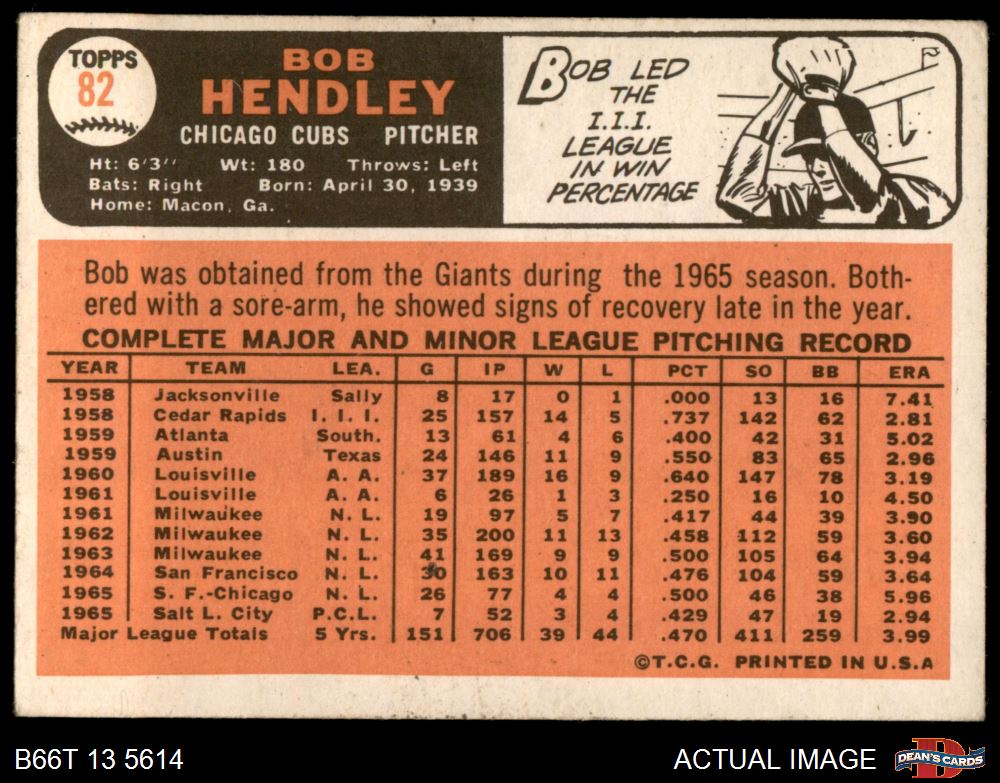 TOPPS
82
BOB
HENDLEY
CHICAGO CUBS PITCHER
Ht: 6'3" Wt: 180 Throws: Left
Bats: Right Born: April 30, 1939
Home: Macon, Ga.
BOB LED
THE
I.I.I.
LEAGUE
IN WIN
PERCENTAGE
Bob was obtained from the Giants during the 1965 season. Both-
ered with a sore-arm, he showed signs of recovery late in the year.
COMPLETE MAJOR AND MINOR LEAGUE PITCHING RECORD
YEAR TEAM LEA. G IP W L PCT SO BB ERA
1958 Jacksonville Sally 8 17 0 1 .000 13 16 7.41
1958 Cedar Rapids I. I. I. 25 157 14 5 .737 142 62 2.81
1959 Atlanta South. 13 61 4 6 .400 42 31 5.02
1959 Austin Texas 24 146 11 9 .550 83 65 2.96
1960 Louisville A. A. 37 189 16 9 .640 147 78 3.19
1961 Louisville A. A. 6 26 1 3 .250 16 10 4.50
1961 Milwaukee N. L. 19 97 5 7 .417 44 39 3.90
1962 Milwaukee N. L. 35 200 11 13 .458 112 59 3.60
1963 Milwaukee N. L. 41 169 9 9 .500 105 64 3.94
1964 San Francisco N. L. 30 163 10 11 .476 104 59 3.64
1965 S. F.-Chicago N. L. 26 77 4 4 .500 46 38 5.96
1965 Salt L. City P.C.L. 7 52 3 4 .429 47 19 2.94
Major League Totals 5 Yrs. 151 706 39 44 .470 411 259 3.99
©T.C.G. PRINTED IN U.S.A
B66T 13 5614
ACTUAL IMAGE
D
DEAN'S CARDS